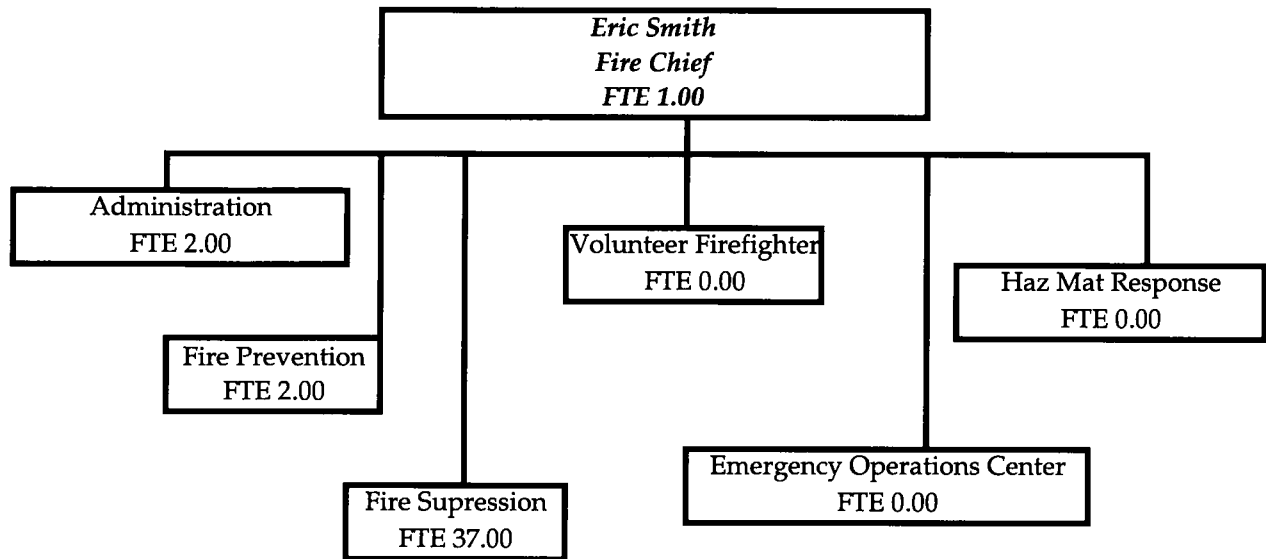 Eric Smith
Fire Chief
FTE 1.00
Administration
FTE 2.00
Volunteer Firefighter
FTE 0.00
Haz Mat Response
FTE 0.00
Fire Prevention
FTE 2.00
Emergency Operations Center
FTE 0.00
Fire Supression
FTE 37.00